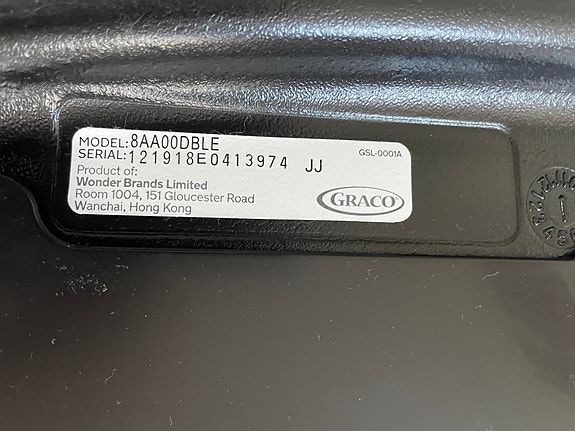 MODEL:8AA00DBLE
SERIAL:121918E0413974 JJ
GSL-0001A
Product of:
Wonder Brands Limited
Room 1004, 151 Gloucester Road
Wanchai, Hong Kong
GRACO